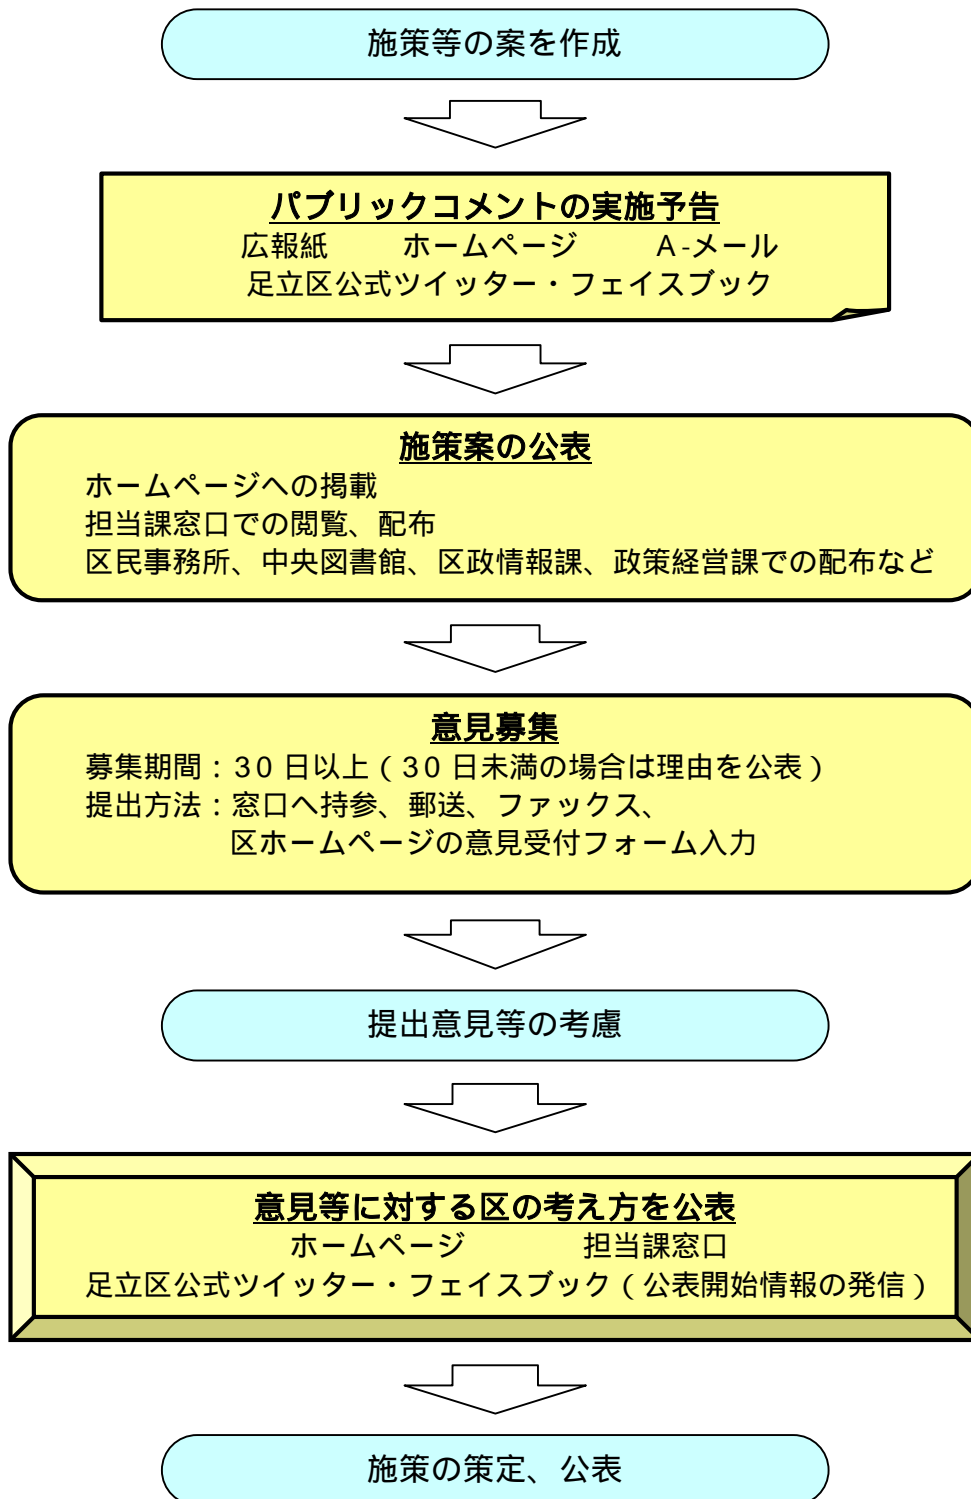 施策等の案を作成
パブリックコメントの実施予告
広報紙　　ホームページ　　A-メール
足立区公式ツイッター・フェイスブック
施策案の公表
ホームページへの掲載
担当課窓口での閲覧、配布
区民事務所、中央図書館、区政情報課、政策経営課での配布など
意見募集
募集期間：30 日以上（30 日未満の場合は理由を公表）
提出方法：窓口へ持参、郵送、ファックス、
区ホームページの意見受付フォーム入力
提出意見等の考慮
意見等に対する区の考え方を公表
ホームページ　　　担当課窓口
足立区公式ツイッター・フェイスブック（公表開始情報の発信）
施策の策定、公表